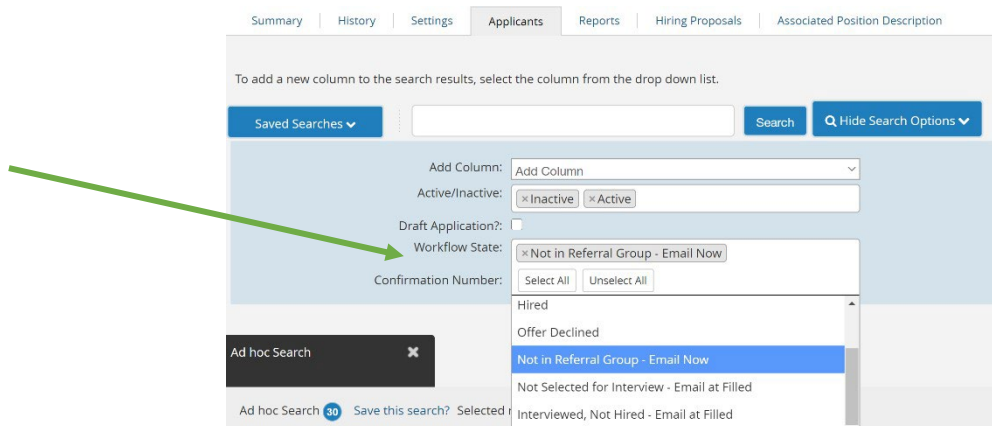 Summary History Settings Applicants Reports Hiring Proposals Associated Position Description
To add a new column to the search results, select the column from the drop down list.
Saved Searches Search Hide Search Options
Add Column: Add Column
Active/Inactive: ×Inactive ×Active
Draft Application?:
Workflow State: ×Not in Referral Group - Email Now
Confirmation Number: Select All Unselect All
Hired
Offer Declined
Ad hoc Search ×
Not in Referral Group - Email Now
Not Selected for Interview - Email at Filled
Ad hoc Search 30 Save this search? Selected
Interviewed, Not Hired - Email at Filled